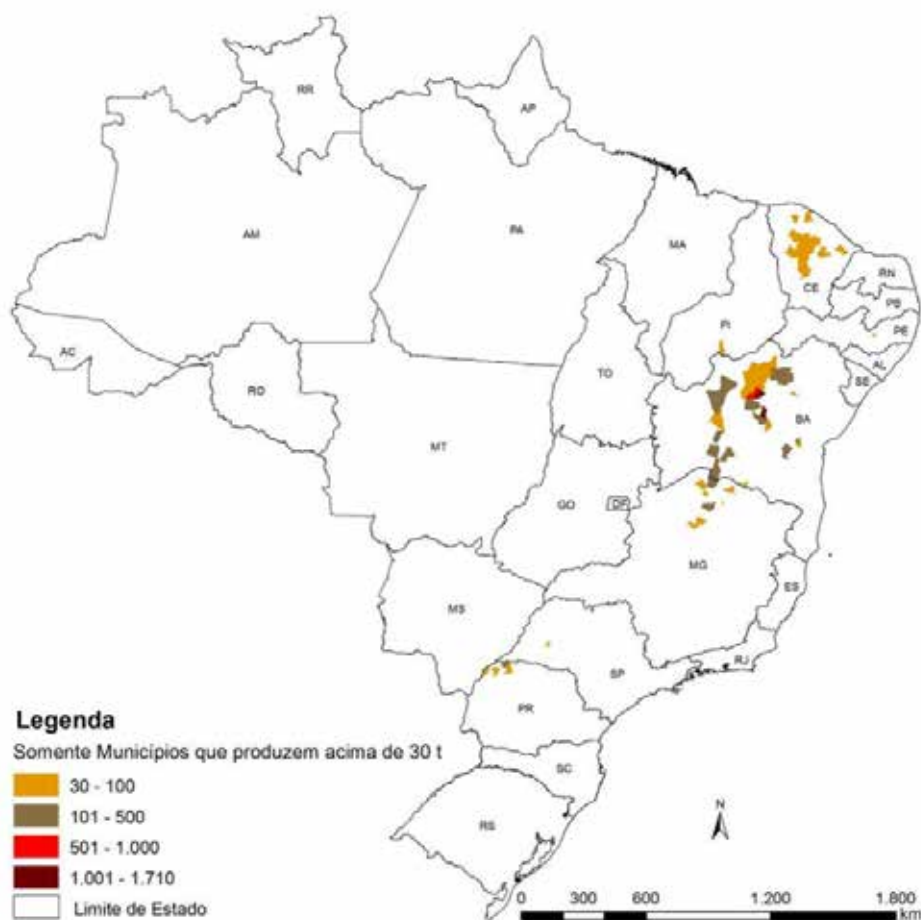 RR
AP
AM
PA
MA
CE
RN
PB
PI
PE
AL
SE
AC
RO
TO
BA
MT
GO
DF
MG
ES
MS
SP
RJ
PR
SC
RS
Legenda
Somente Municípios que produzem acima de 30 t
30 - 100
101 - 500
501 - 1.000
1.001 - 1.710
Limite de Estado
N
0 300 600 1.200 1.800
km